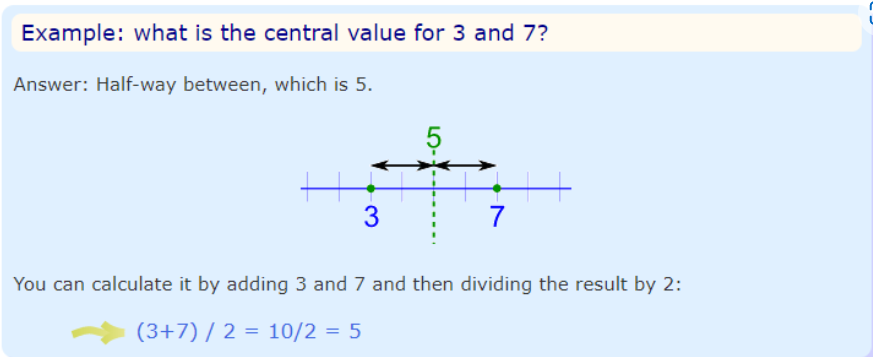 Example: what is the central value for 3 and 7?
Answer: Half-way between, which is 5.
5
3 7
You can calculate it by adding 3 and 7 and then dividing the result by 2:
(3+7) / 2 = 10/2 = 5